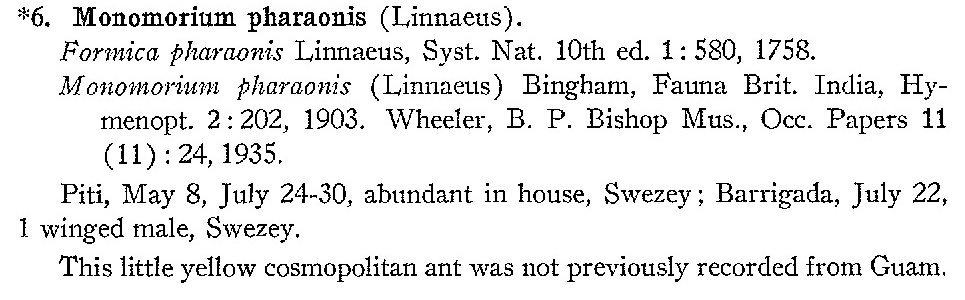 *6. Monomorium pharaonis (Linnaeus).
Formica pharaonis Linnaeus, Syst. Nat. 10th ed. 1: 580, 1758.
Monomorium pharaonis (Linnaeus) Bingham, Fauna Brit. India, Hy-
menopt. 2: 202, 1903. Wheeler, B. P. Bishop Mus., Occ. Papers 11
(11): 24, 1935.
Piti, May 8, July 24-30, abundant in house, Swezey; Barrigada, July 22,
1 winged male, Swezey.
This little yellow cosmopolitan ant was not previously recorded from Guam.